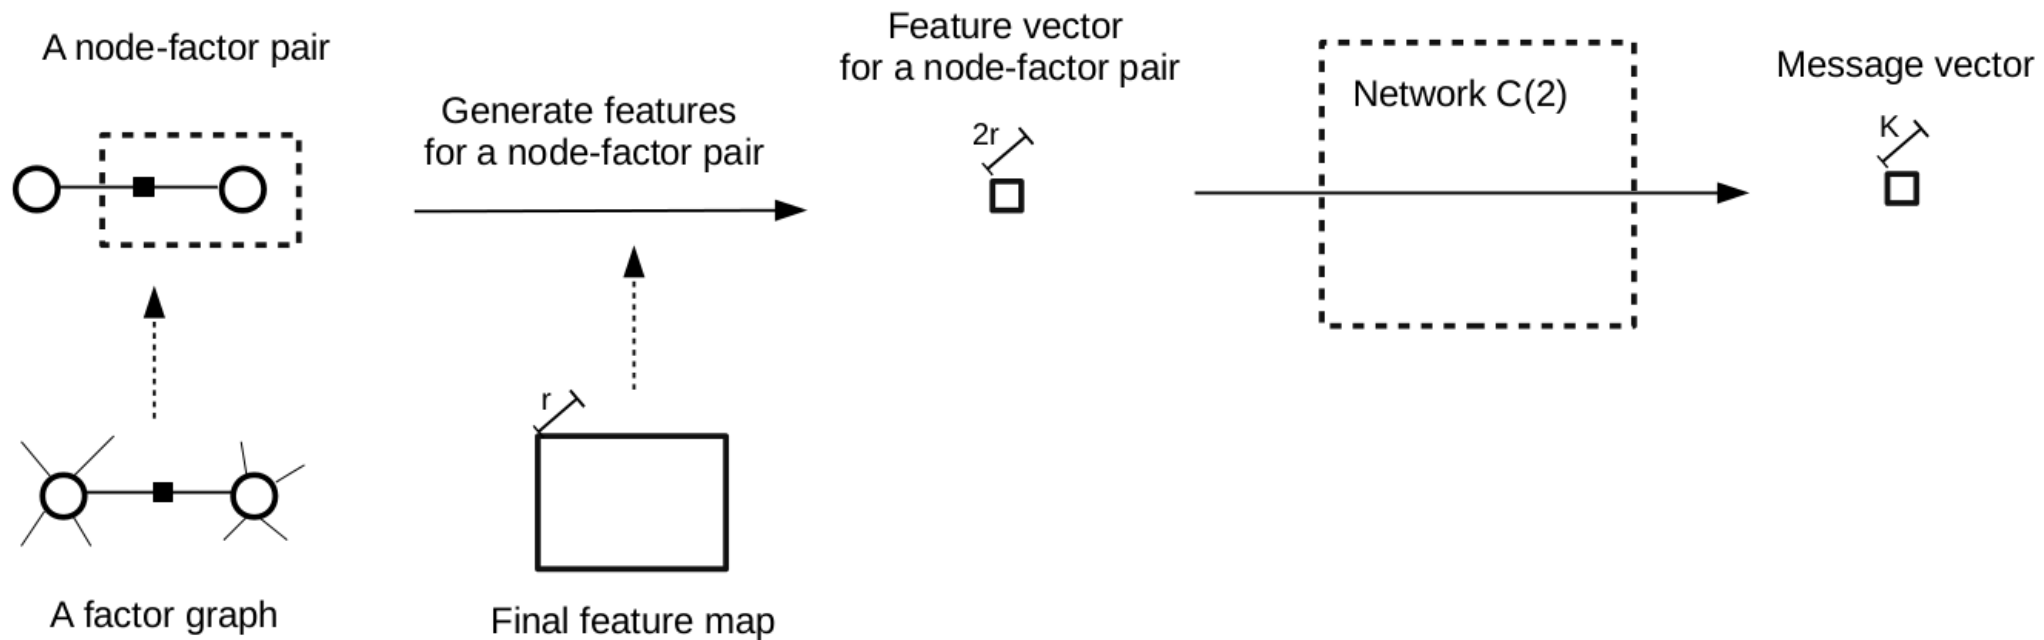 A node-factor pair
Generate features
for a node-factor pair
Feature vector
for a node-factor pair
2r
Network C(2)
Message vector
K
r
A factor graph
Final feature map